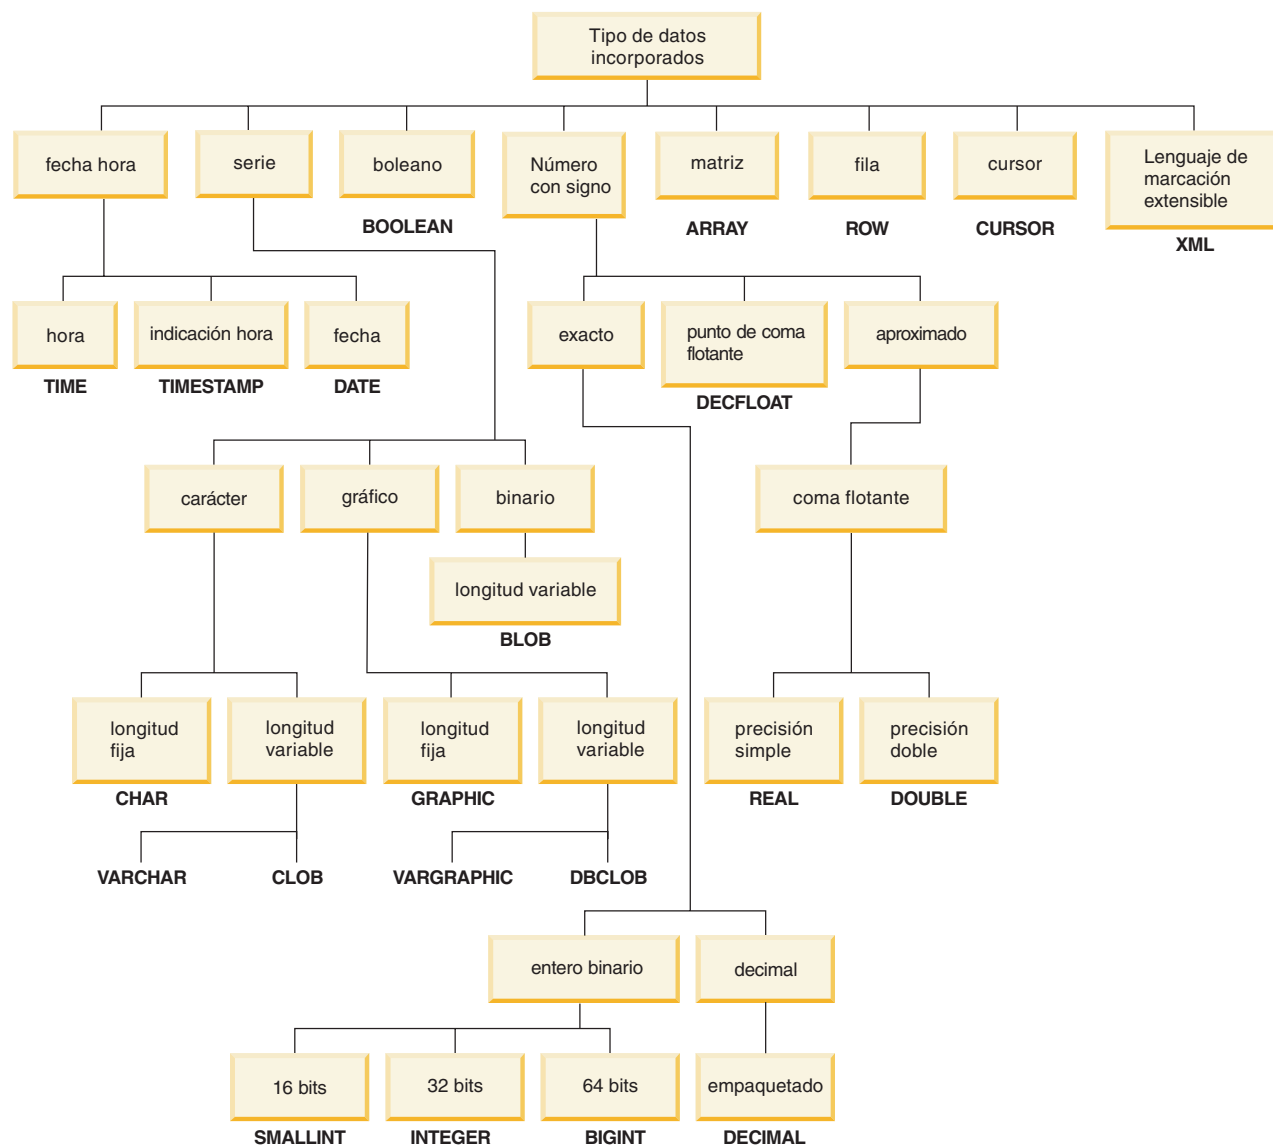 Tipo de datos
incorporados
fecha hora
serie
boleano
Número
con signo
matriz
fila
cursor
Lenguaje de
marcación
extensible
BOOLEAN
ARRAY
ROW
CURSOR
XML
hora
indicación hora
fecha
exacto
punto de coma
flotante
aproximado
TIME
TIMESTAMP
DATE
DECFLOAT
carácter
gráfico
binario
coma flotante
longitud variable
BLOB
longitud
fija
longitud
variable
longitud
fija
longitud
variable
precisión
simple
precisión
doble
CHAR
GRAPHIC
REAL
DOUBLE
VARCHAR
CLOB
VARGRAPHIC
DBCLOB
entero binario
decimal
16 bits
32 bits
64 bits
empaquetado
SMALLINT
INTEGER
BIGINT
DECIMAL